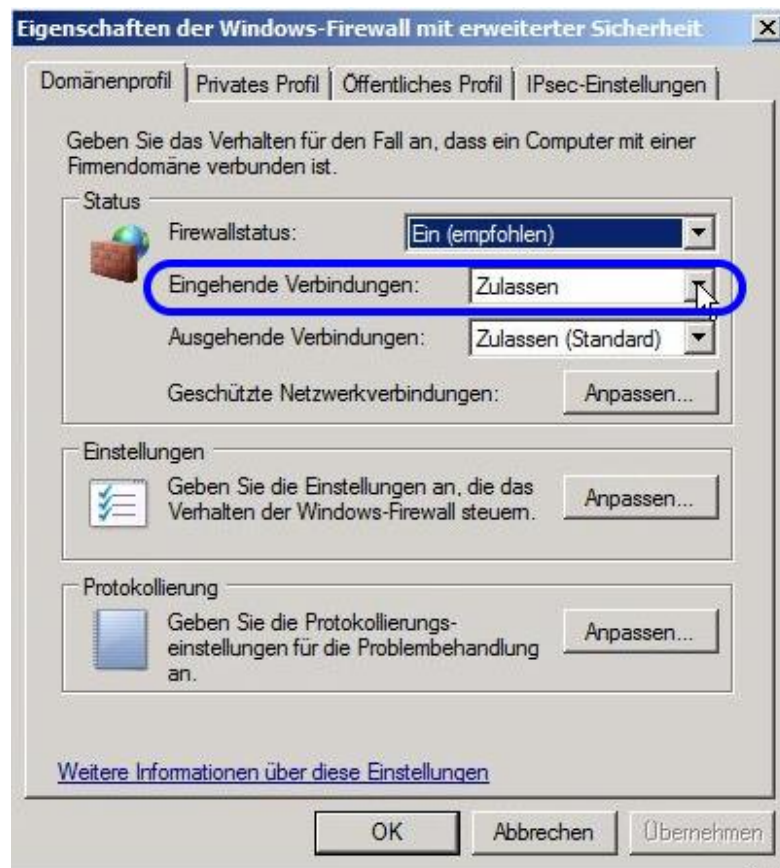 Eigenschaften der Windows-Firewall mit erweiterter Sicherheit
Domänenprofil Privates Profil Öffentliches Profil IPsec-Einstellungen
Geben Sie das Verhalten für den Fall an, dass ein Computer mit einer
Firmendomäne verbunden ist.
Status
Firewallstatus: Ein (empfohlen)
Eingehende Verbindungen: Zulassen
Ausgehende Verbindungen: Zulassen (Standard)
Geschützte Netzwerkverbindungen: Anpassen...
Einstellungen
Geben Sie die Einstellungen an, die das
Verhalten der Windows-Firewall steuern.
Anpassen...
Protokollierung
Geben Sie die Protokollierungs-
einstellungen für die Problembehandlung
an.
Anpassen...
Weitere Informationen über diese Einstellungen
OK Abbrechen Übernehmen